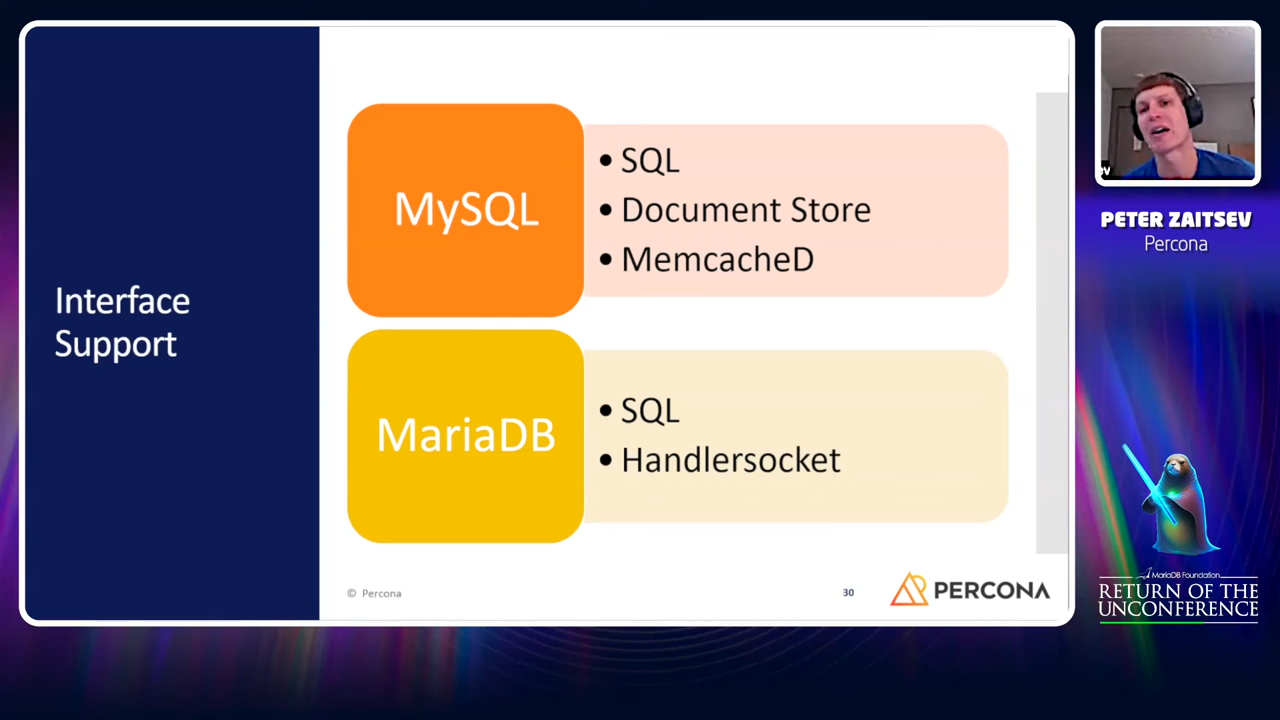 Interface
Support
MySQL
• SQL
• Document Store
• MemcacheD
MariaDB
• SQL
• Handlersocket
© Percona
30
PERCONA
PETER ZAITSEV
Percona
MariaDB Foundation
RETURN OF THE
UNCONFERENCE